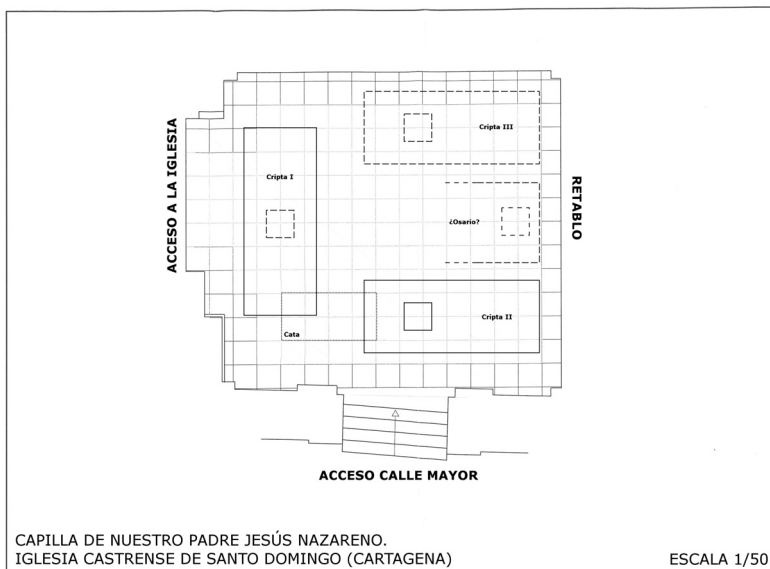 Cripta III
ACCESO A LA IGLESIA
Cripta I
RETABLO
¿Osario?
Cripta II
Cata
ACCESO CALLE MAYOR
CAPILLA DE NUESTRO PADRE JESÚS NAZARENO.
IGLESIA CASTRENSE DE SANTO DOMINGO (CARTAGENA)
ESCALA 1/50